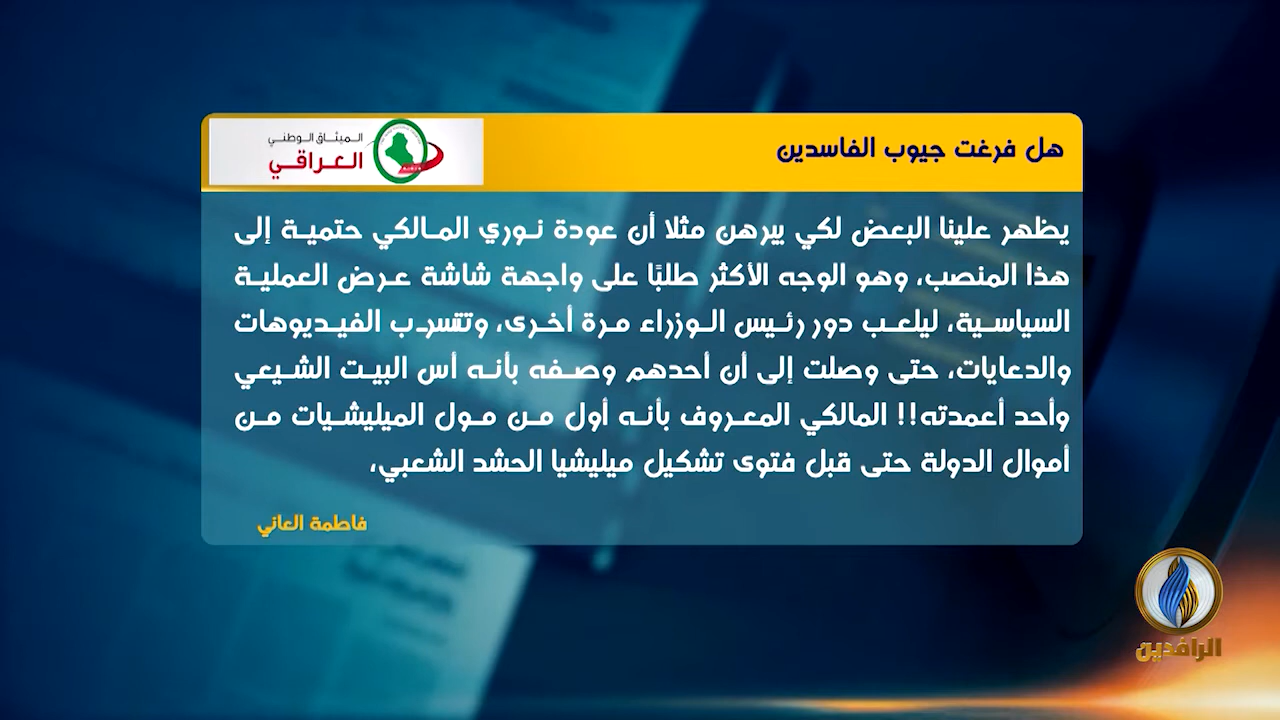 هل فرغت جيوب الفاسدين
الميثاق الوطني
العراقي
يظهر علينا البعض لكي يبرهن مثلا أن عودة نوري المالكي حتمية إلى
هذا المنصب، وهو الوجه الأكثر طلبًا على واجهة شاشة عرض العملية
السياسية، ليلعب دور رئيس الوزراء مرة أخرى، وتتسرب الفيديوهات
والدعايات، حتى وصلت إلى أن أحدهم وصفه بأنه أس البيت الشيعي
وأحد أعمدته!! المالكي المعروف بأنه أول من مول الميليشيات من
أموال الدولة حتى قبل فتوى تشكيل ميليشيا الحشد الشعبي،
فاطمة العاني
الرافدين